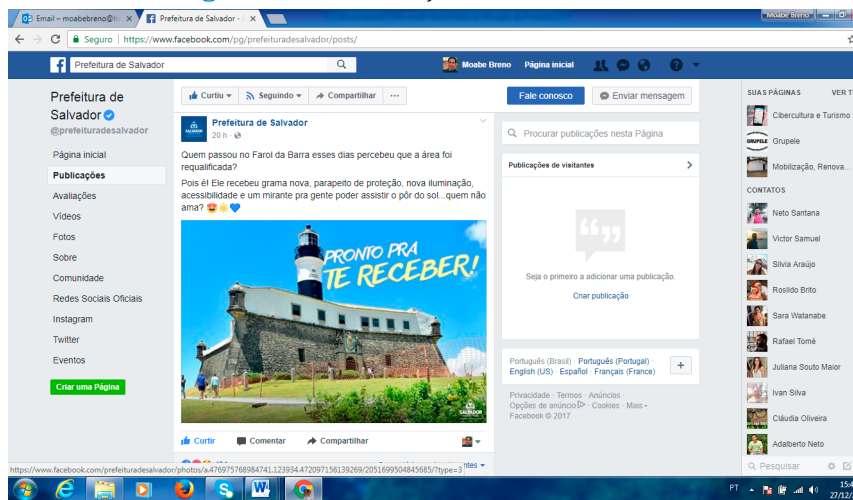 Email – moabebreno@h
Prefeitura de Salvador -
Moabe Breno
Seguro | https://www.facebook.com/pg/prefeituradesalvador/posts/
Prefeitura de Salvador
Moabe Breno
Página inicial
Prefeitura de
Salvador
@prefeituradesalvador
Página inicial
Publicações
Avaliações
Vídeos
Fotos
Sobre
Comunidade
Redes Sociais Oficiais
Instagram
Twitter
Eventos
Criar uma Página
Curtiu
Seguindo
Compartilhar
Prefeitura de Salvador
20 h
Quem passou no Farol da Barra esses dias percebeu que a área foi
requalificada?
Pois é! Ele recebeu grama nova, parapeito de proteção, nova iluminação,
acessibilidade e um mirante pra gente poder assistir o pôr do sol...quem não
ama?
PRONTO PRA
TE RECEBER!
SALVADOR
Curtir
Comentar
Compartilhar
https://www.facebook.com/prefeituradesalvador/photos/a.476975768984741.123934.472097156139269/2051699504845685/?type=3
ntes
Fale conosco
Enviar mensagem
Procurar publicações nesta Página
Publicações de visitantes
Seja o primeiro a adicionar uma publicação.
Criar publicação
Português (Brasil) · Português (Portugal) ·
English (US) · Español · Français (France)
Privacidade · Termos · Anúncios ·
Opções de anúncio · Cookies · Mais
Facebook © 2017
SUAS PÁGINAS
VER T
Cibercultura e Turismo
GRUPELE
Grupele
Mobilização, Renova...
CONTATOS
Neto Santana
Victor Samuel
Silvia Araújo
Rosildo Brito
Sara Watanabe
Rafael Tomé
Juliana Souto Maior
Ivan Silva
Cláudia Oliveira
Adalberto Neto
Pesquisar
PT
15:4
27/12/